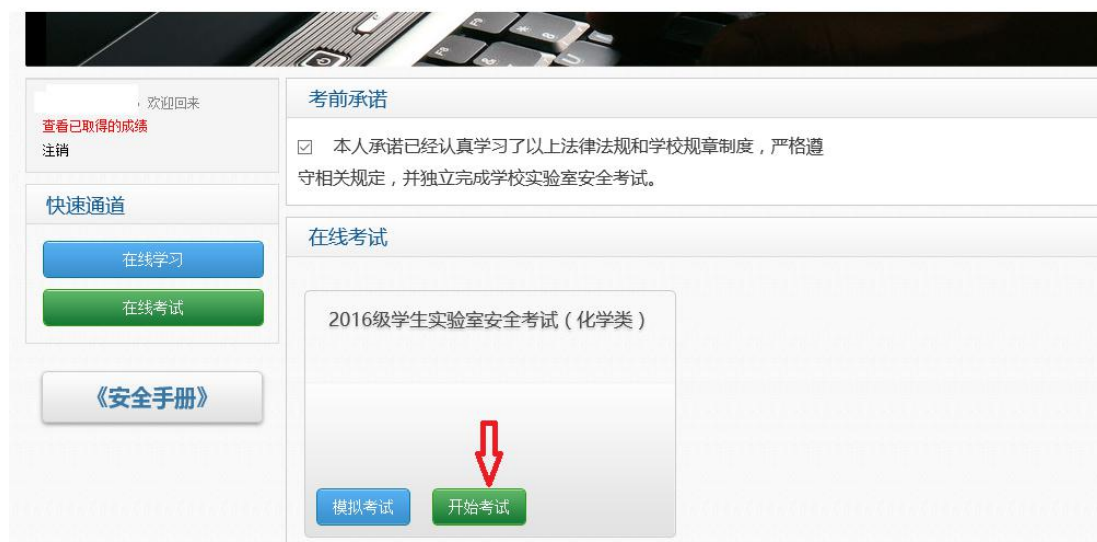 欢迎回来
查看已取得的成绩
注销
快速通道
在线学习
在线考试
《安全手册》
考前承诺
本人承诺已经认真学习了以上法律法规和学校规章制度，严格遵
守相关规定，并独立完成学校实验室安全考试。
在线考试
2016级学生实验室安全考试（化学类）
模拟考试
开始考试